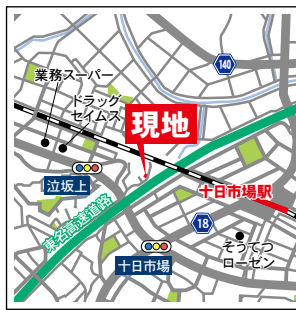 140
業務スーパー
ドラッグ
セイムス
現地
泣坂上
東名高速道路
十日市場駅
18
そうてつ
ローゼン
十日市場